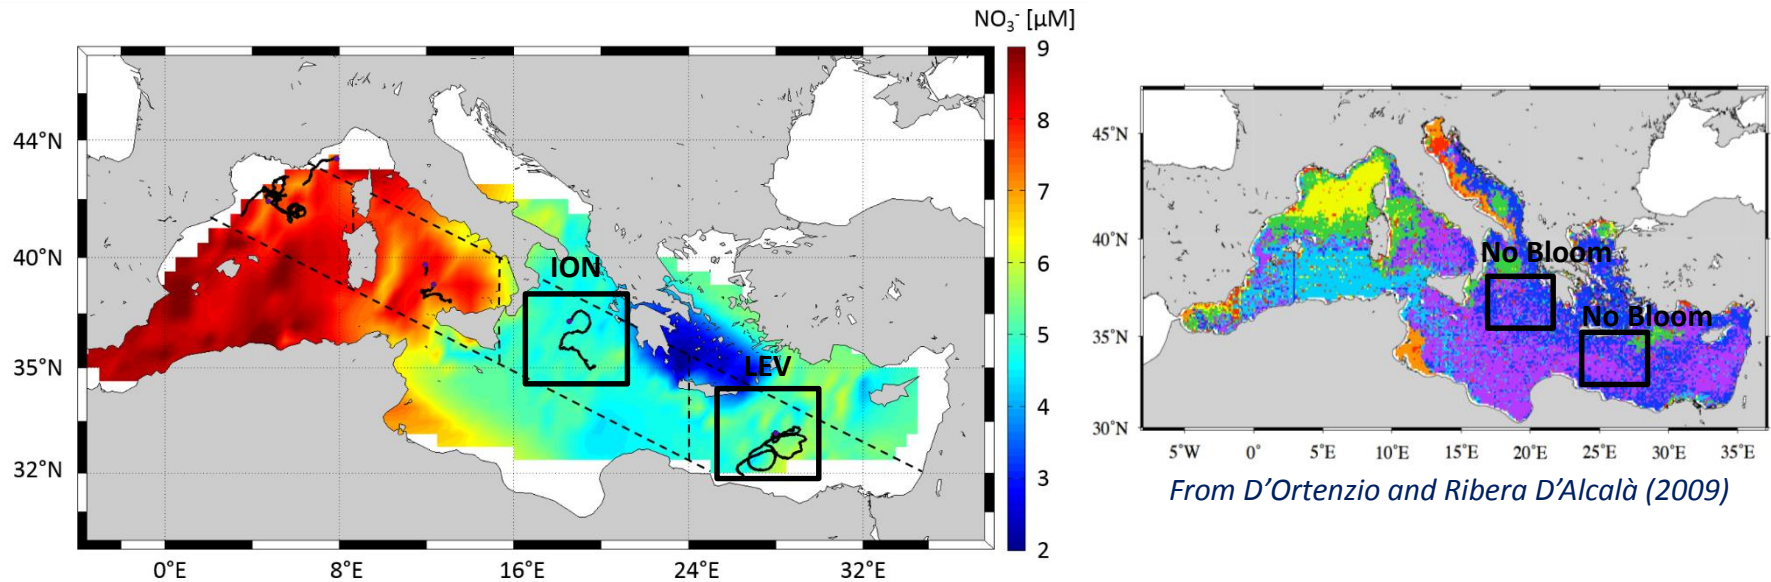 NO₃⁻ [µM]
9
8
7
6
5
4
3
2
44°N
40°N
35°N
32°N
0°E
8°E
16°E
24°E
32°E
ION
LEV
45°N
40°N
35°N
30°N
5°W
0°
5°E
10°E
15°E
20°E
25°E
30°E
35°E
No Bloom
No Bloom
From D'Ortenzio and Ribera D'Alcalà (2009)